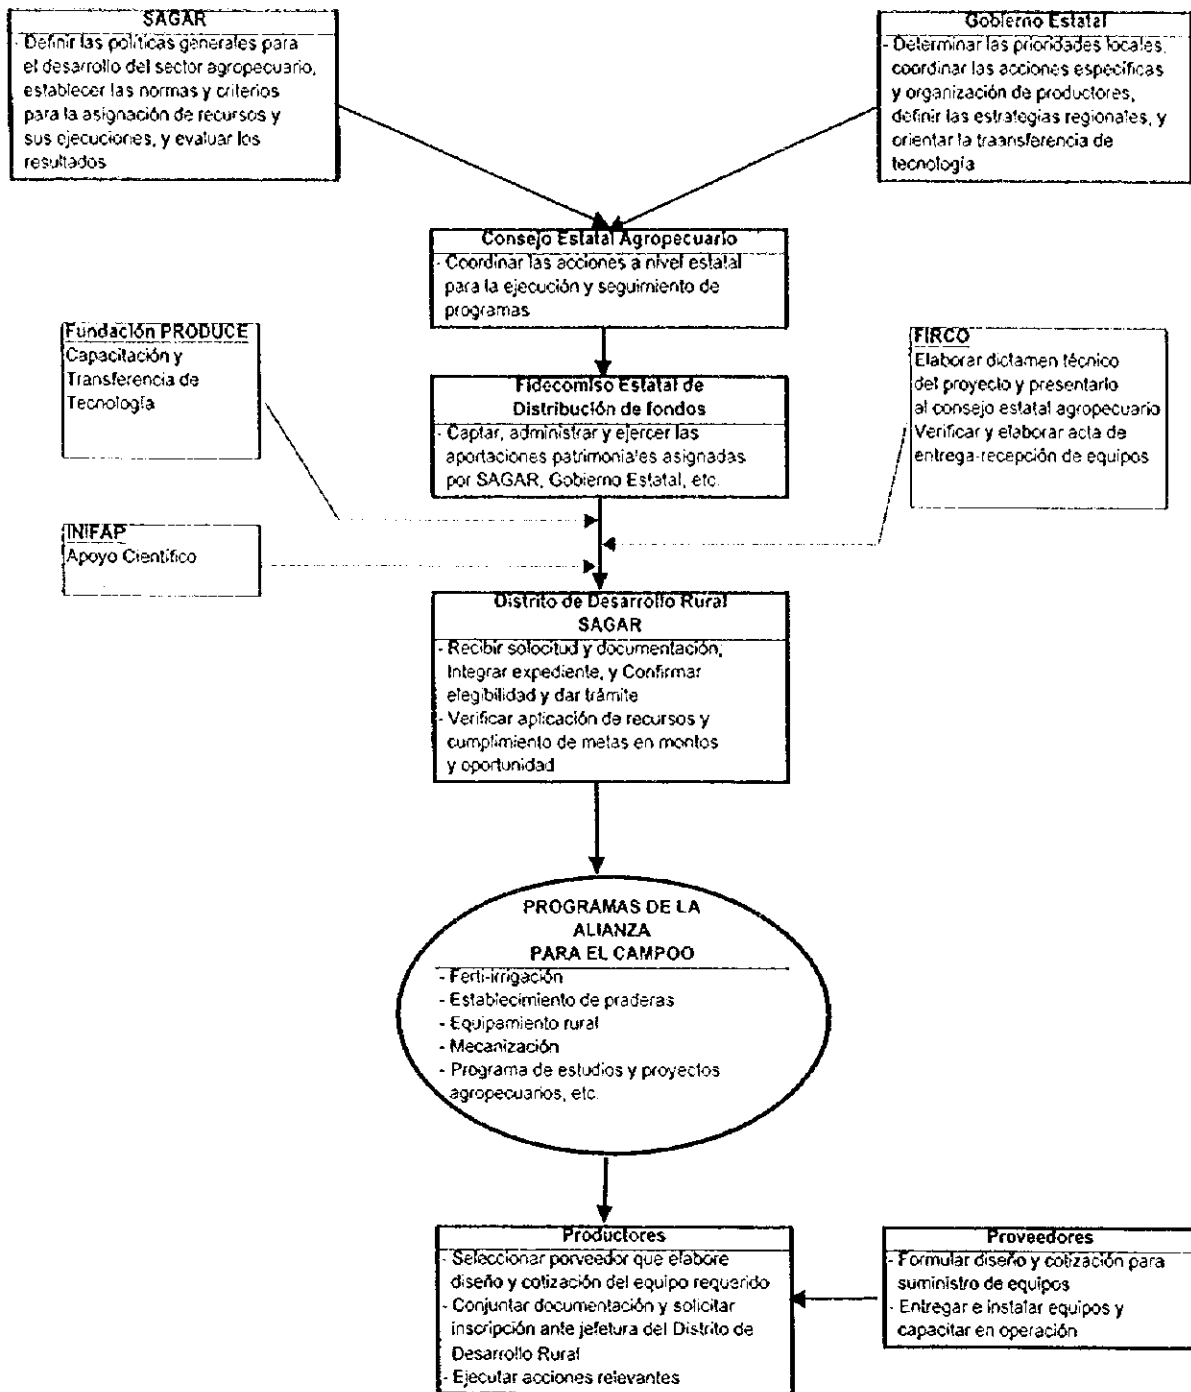 SAGAR
- Definir las políticas generales para
el desarrollo del sector agropecuario,
establecer las normas y criterios
para la asignación de recursos y
sus ejecuciones, y evaluar los
resultados
Gobierno Estatal
- Determinar las prioridades locales,
coordinar las acciones específicas
y organización de productores,
definir las estrategias regionales, y
orientar la traansferencia de
tecnología
Consejo Estatal Agropecuario
- Coordinar las acciones a nivel estatal
para la ejecución y seguimiento de
programas
Fundación PRODUCE
Capacitación y
Transferencia de
Tecnología
FIRCO
Elaborar dictamen técnico
del proyecto y presentarlo
al consejo estatal agropecuario
Verificar y elaborar acta de
entrega-recepción de equipos
Fidecomiso Estatal de
Distribución de fondos
- Captar, administrar y ejercer las
aportaciones patrimoniales asignadas
por SAGAR, Gobierno Estatal, etc.
INIFAP
Apoyo Científico
Distrito de Desarrollo Rural
SAGAR
- Recibir solocitud y documentación,
Integrar expediente, y Confirmar
elegibilidad y dar trámite
- Verificar aplicación de recursos y
cumplimiento de metas en montos
y oportunidad
PROGRAMAS DE LA
ALIANZA
PARA EL CAMPOO
- Ferti-irrigación
- Establecimiento de praderas
- Equipamiento rural
- Mecanización
- Programa de estudios y proyectos
agropecuarios, etc.
Productores
- Seleccionar porveedor que elabore
diseño y cotización del equipo requerido
- Conjuntar documentación y solicitar
inscripción ante jefetura del Distrito de
Desarrollo Rural
- Ejecutar acciones relevantes
Proveedores
- Formular diseño y cotización para
suministro de equipos
- Entregar e instalar equipos y
capacitar en operación